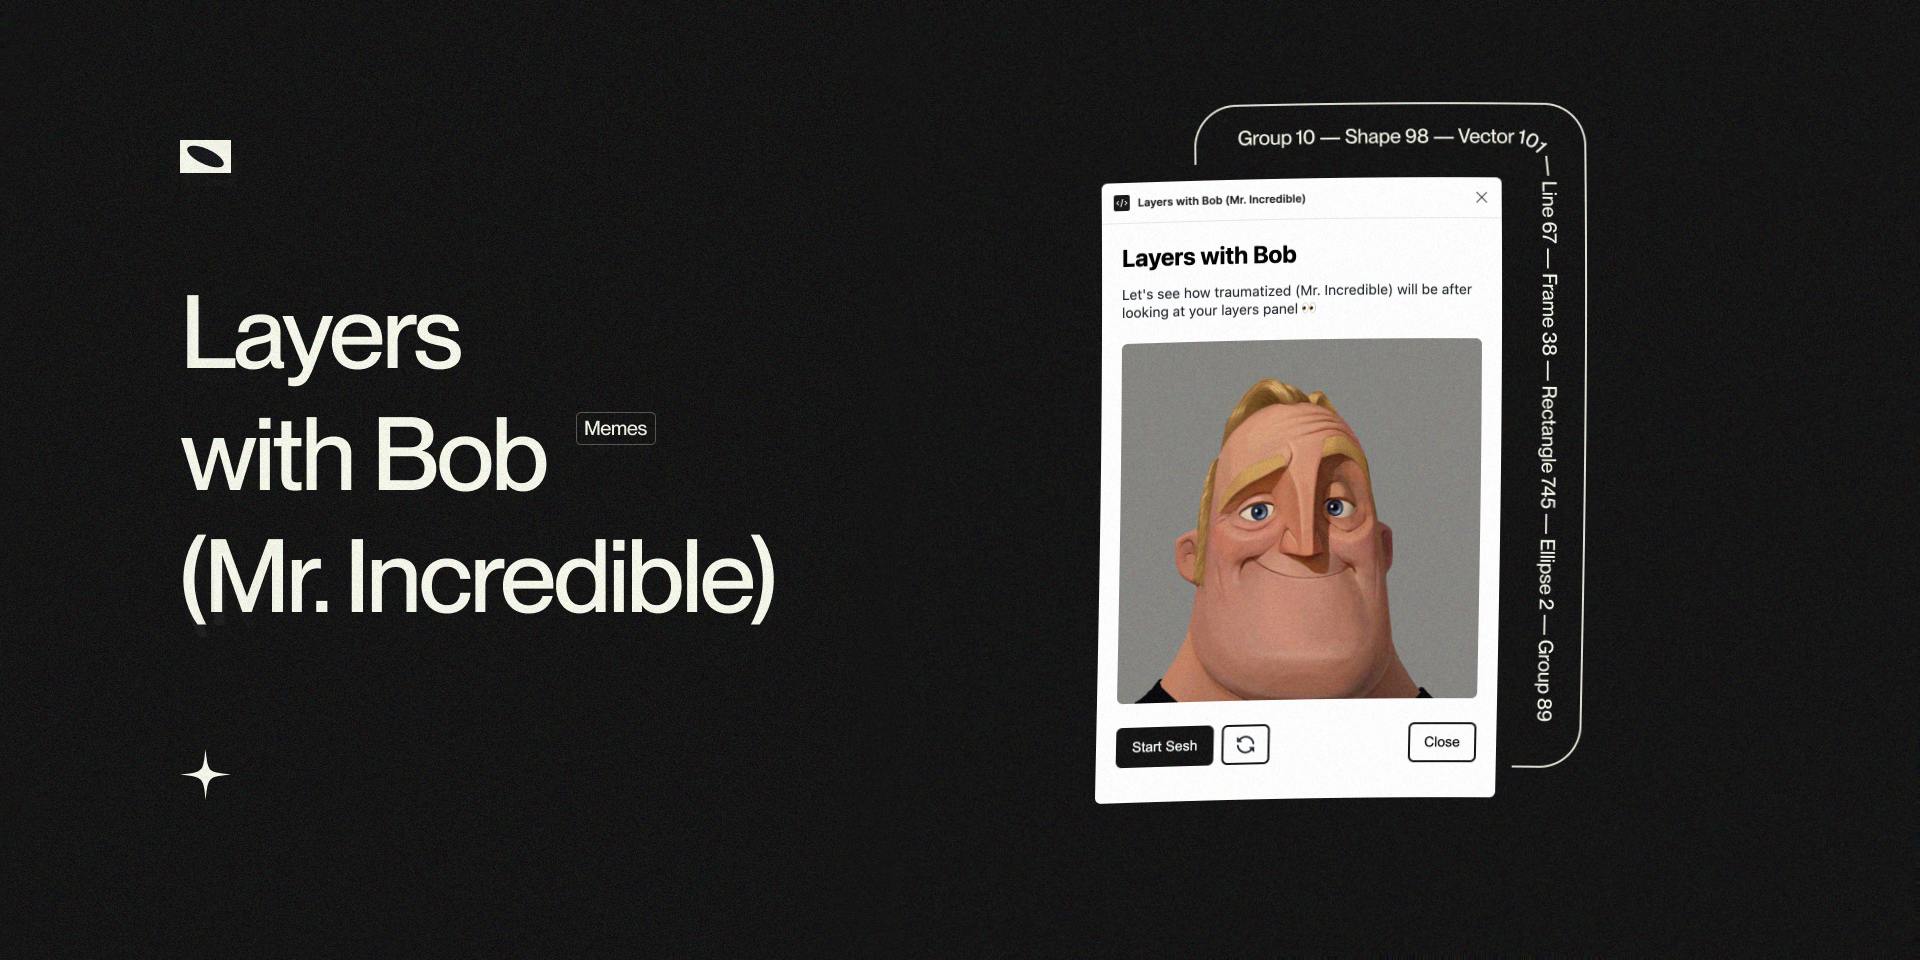 Layers
with Bob
Memes
(Mr. Incredible)
Group 10 — Shape 98 — Vector 101 — Line 67 — Frame 38 — Rectangle 745 — Ellipse 2 — Group 89
Layers with Bob (Mr. Incredible)
Layers with Bob
Let's see how traumatized (Mr. Incredible) will be after
looking at your layers panel 👀
Start Sesh
Close